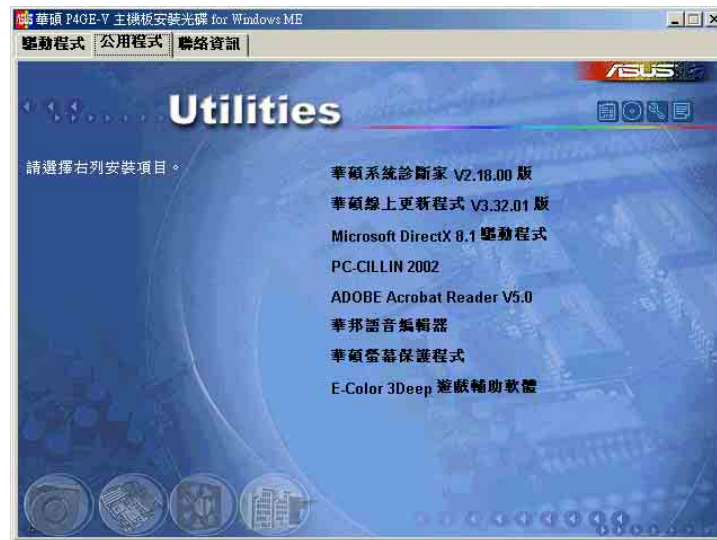 華碩 P4GE-V 主機板安裝光碟 for Windows ME
驅動程式 公用程式 聯絡資訊
ASUS
Utilities
請選擇右列安裝項目。
華碩系統診斷家 V2.18.00 版
華碩線上更新程式 V3.32.01 版
Microsoft DirectX 8.1 驅動程式
PC-CILLIN 2002
ADOBE Acrobat Reader V5.0
華邦語音編輯器
華碩螢幕保護程式
E-Color 3Deep 遊戲輔助軟體